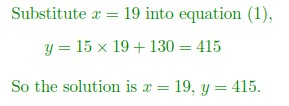 Substitute x = 19 into equation (1),
y = 15 × 19 + 130 = 415
So the solution is x = 19, y = 415.